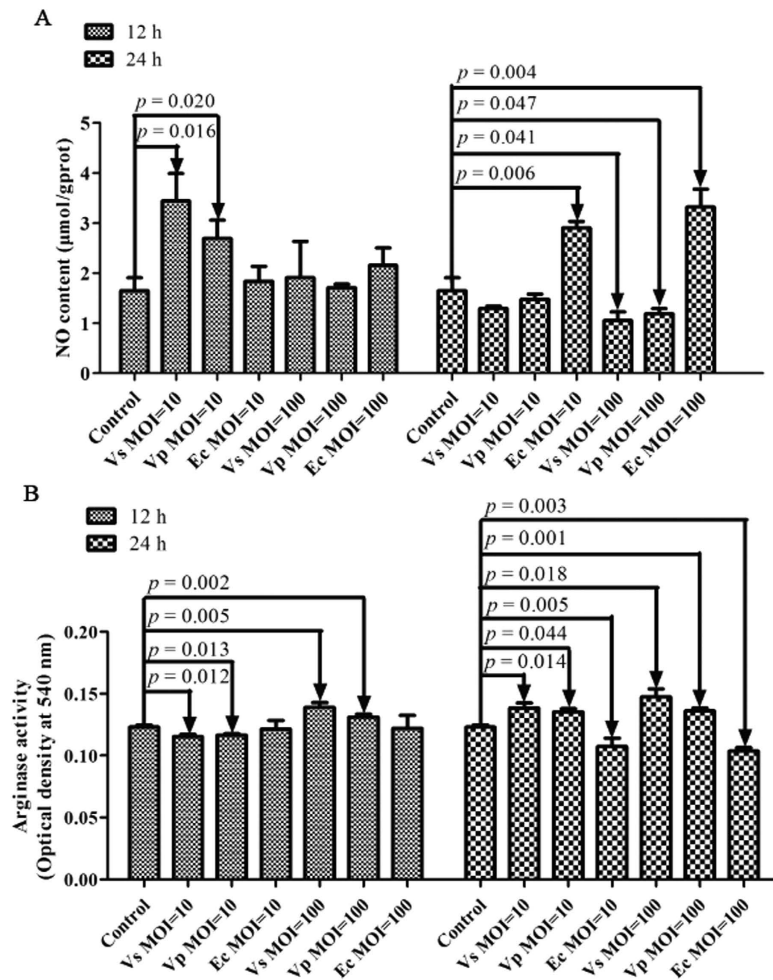 A
12 h
24 h
p = 0.020
p = 0.016
p = 0.004
p = 0.047
p = 0.041
p = 0.006
NO content (μmol/gprot)
5
4
3
2
1
0
Control
Vs MOI=10
Vp MOI=10
Ec MOI=10
Vs MOI=100
Vp MOI=100
Ec MOI=100
Control
Vs MOI=10
Vp MOI=10
Ec MOI=10
Vs MOI=100
Vp MOI=100
Ec MOI=100
B
12 h
24 h
p = 0.002
p = 0.005
p = 0.013
p = 0.012
p = 0.003
p = 0.001
p = 0.018
p = 0.005
p = 0.044
p = 0.014
Arginase activity
(Optical density at 540 nm)
0.20
0.15
0.10
0.05
0.00
Control
Vs MOI=10
Vp MOI=10
Ec MOI=10
Vs MOI=100
Vp MOI=100
Ec MOI=100
Control
Vs MOI=10
Vp MOI=10
Ec MOI=10
Vs MOI=100
Vp MOI=100
Ec MOI=100